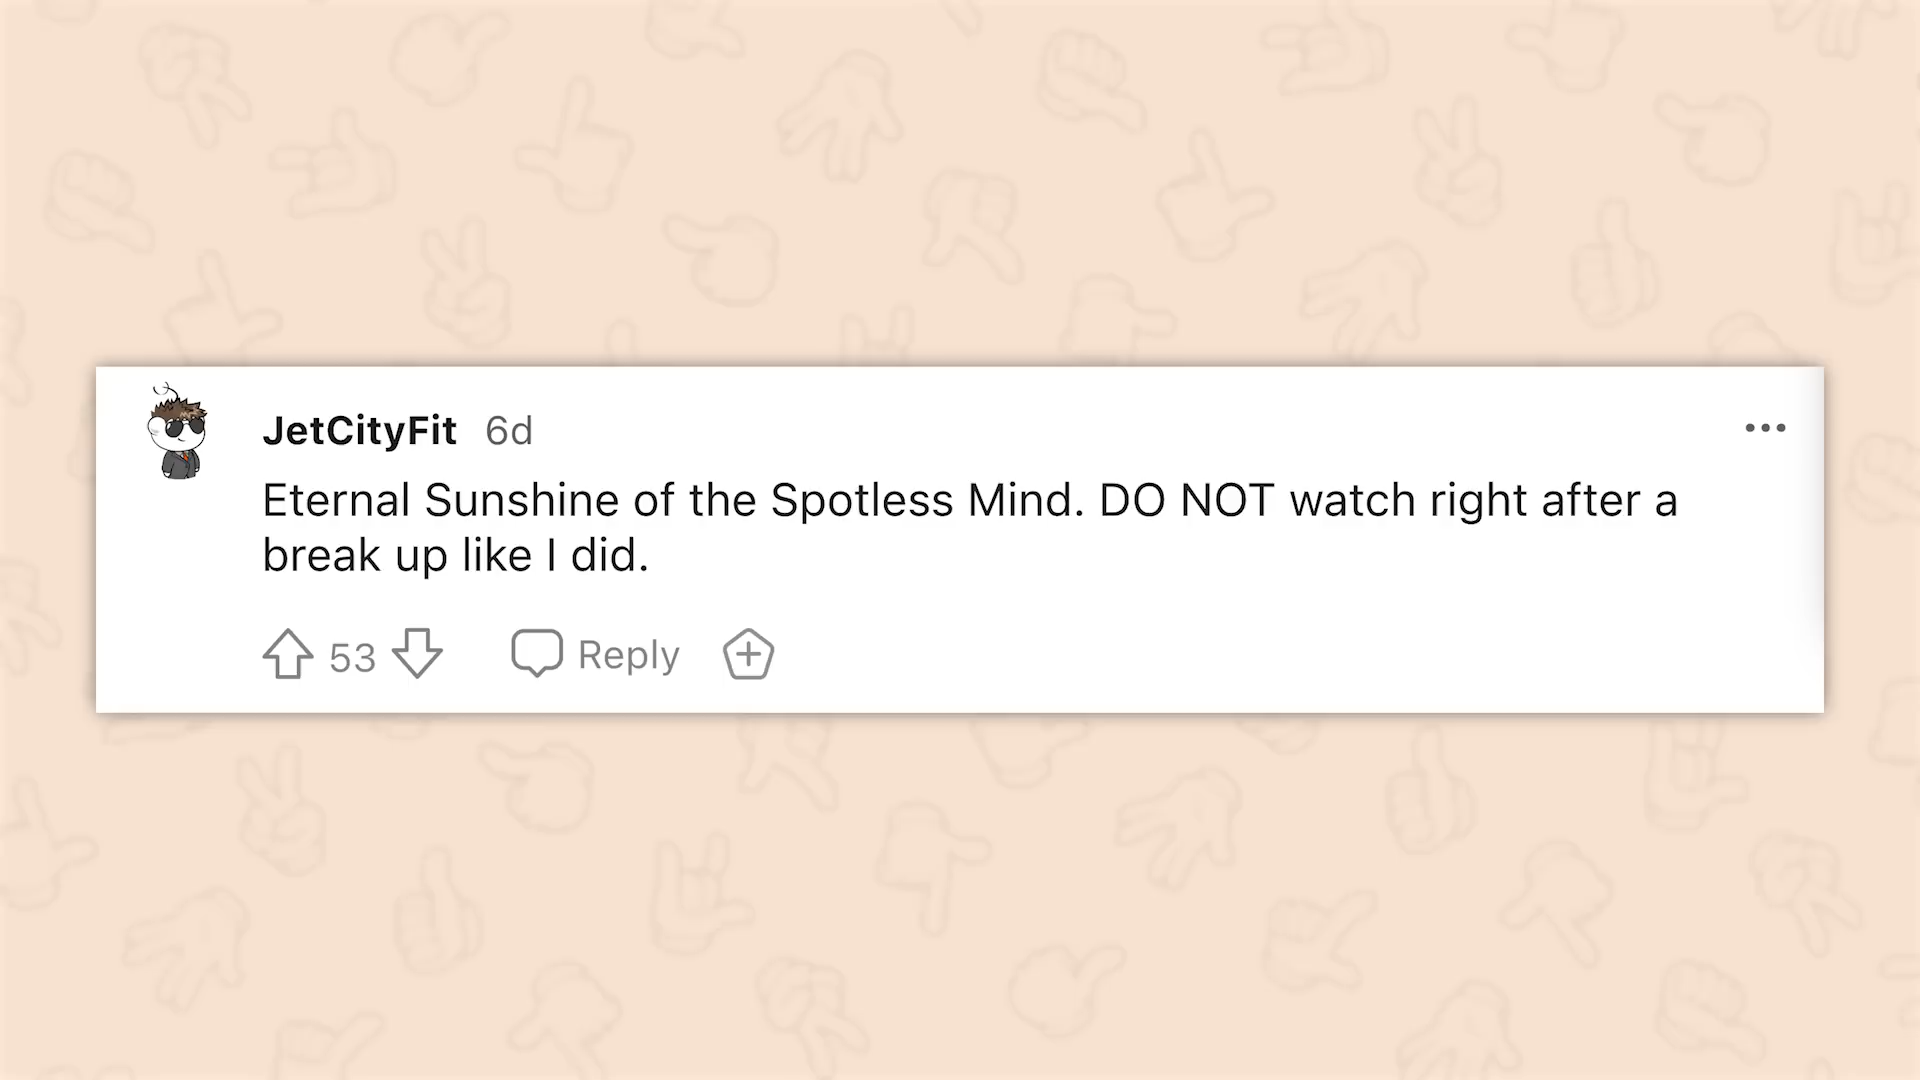 JetCityFit 6d
Eternal Sunshine of the Spotless Mind. DO NOT watch right after a
break up like I did.
53 Reply